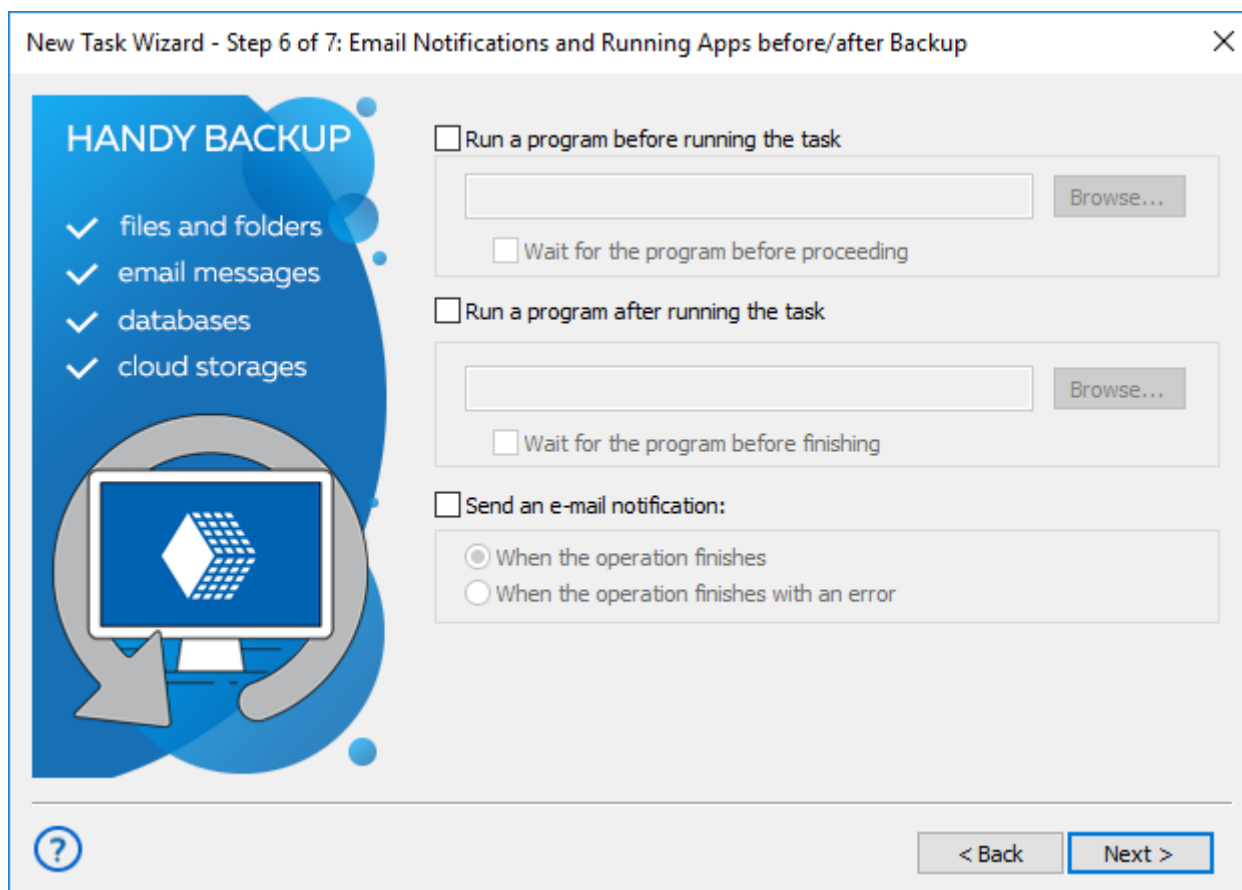 New Task Wizard - Step 6 of 7: Email Notifications and Running Apps before/after Backup
HANDY BACKUP
files and folders
email messages
databases
cloud storages
Run a program before running the task
Browse...
Wait for the program before proceeding
Run a program after running the task
Browse...
Wait for the program before finishing
Send an e-mail notification:
When the operation finishes
When the operation finishes with an error
?
< Back
Next >